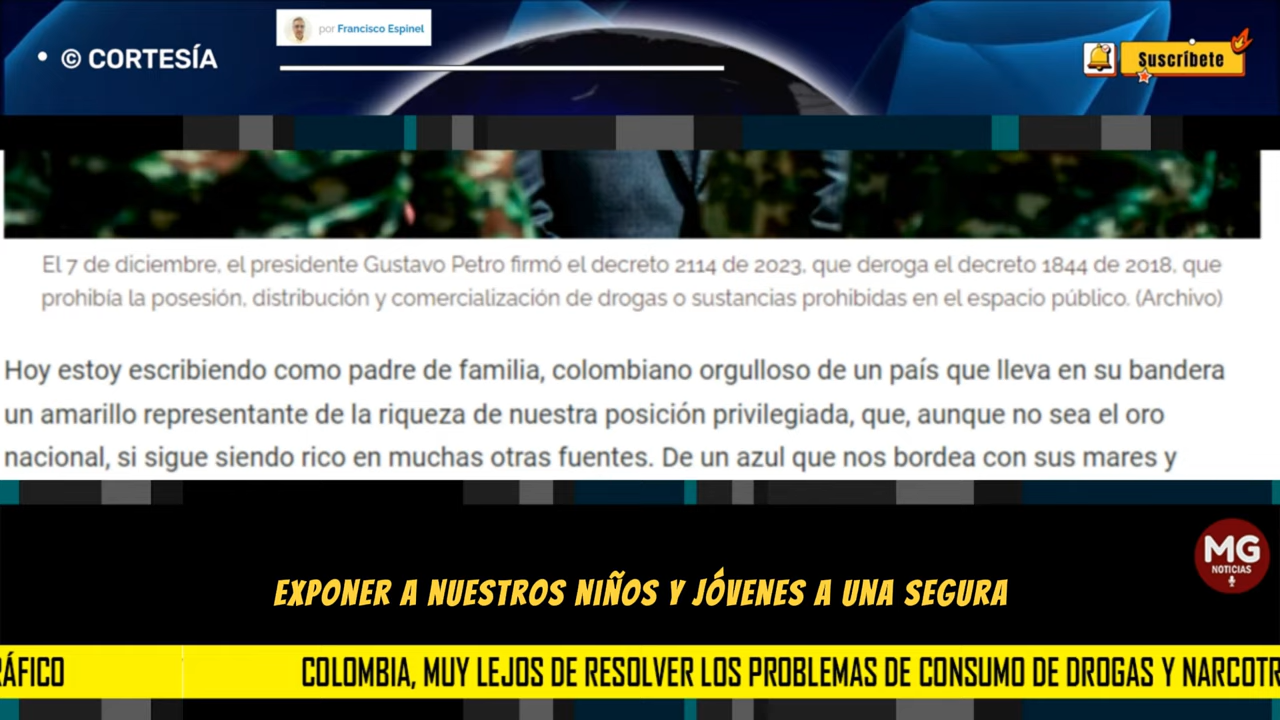 por Francisco Espinel
© CORTESÍA
Suscríbete
El 7 de diciembre, el presidente Gustavo Petro firmó el decreto 2114 de 2023, que deroga el decreto 1844 de 2018, que
prohibía la posesión, distribución y comercialización de drogas o sustancias prohibidas en el espacio público. (Archivo)
Hoy estoy escribiendo como padre de familia, colombiano orgulloso de un país que lleva en su bandera
un amarillo representante de la riqueza de nuestra posición privilegiada, que, aunque no sea el oro
nacional, si sigue siendo rico en muchas otras fuentes. De un azul que nos bordea con sus mares y
MG
NOTICIAS
EXPONER A NUESTROS NIÑOS Y JÓVENES A UNA SEGURA
RÁFICO COLOMBIA, MUY LEJOS DE RESOLVER LOS PROBLEMAS DE CONSUMO DE DROGAS Y NARCOTR